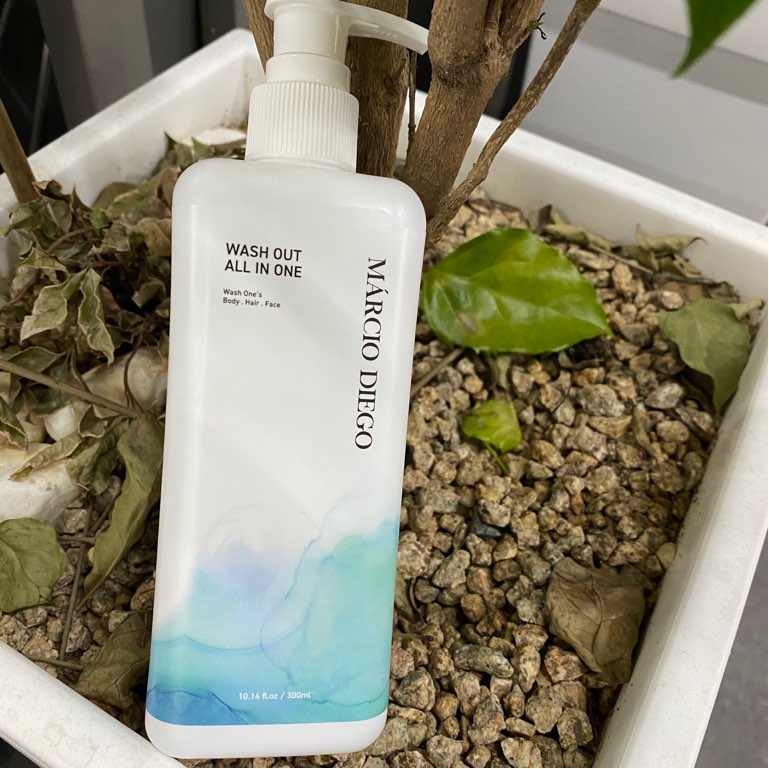 WASH OUT
ALL IN ONE
Wash One's
Body . Hair . Face
MÁRCIO DIEGO
10.14 fl.oz / 300ml